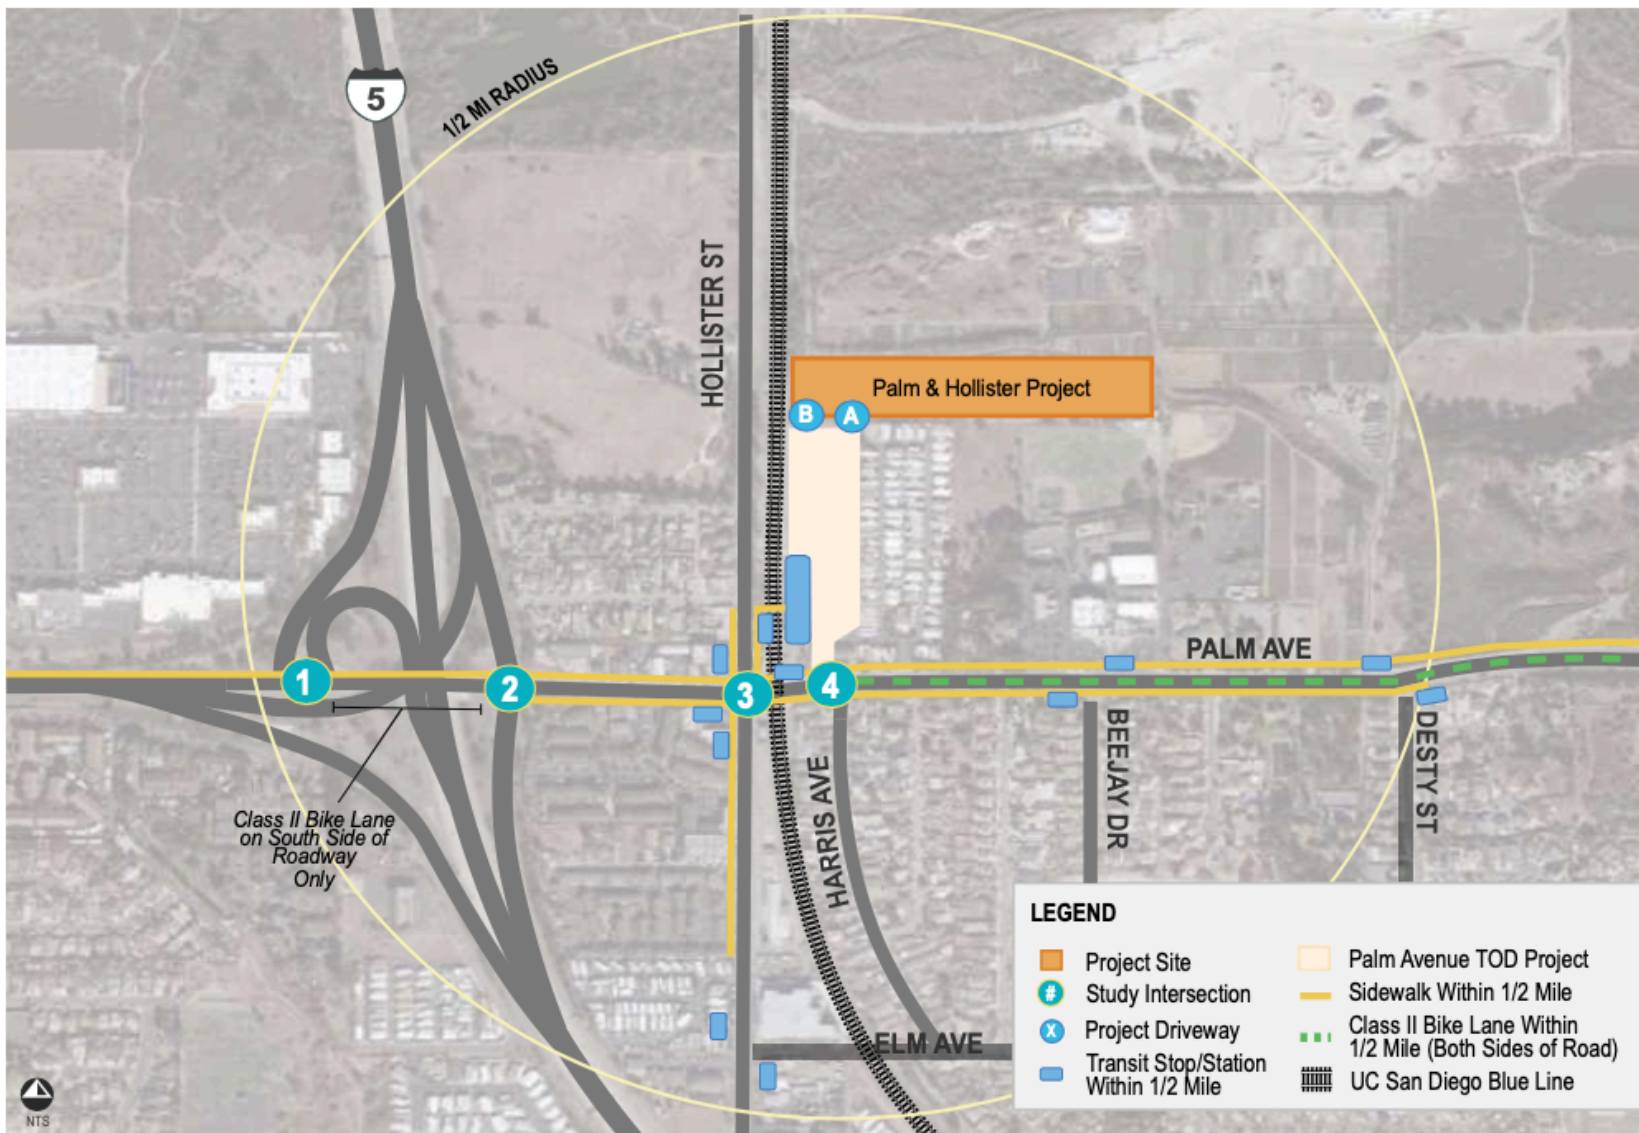 5
1/2 MI RADIUS
HOLLISTER ST
Palm & Hollister Project
B
A
PALM AVE
1
2
3
4
Class II Bike Lane
on South Side of
Roadway
Only
HARRIS AVE
BEEJAY DR
DESTY ST
ELM AVE
LEGEND
Project Site
# Study Intersection
X Project Driveway
Transit Stop/Station
Within 1/2 Mile
Palm Avenue TOD Project
Sidewalk Within 1/2 Mile
Class II Bike Lane Within
1/2 Mile (Both Sides of Road)
UC San Diego Blue Line
NTS